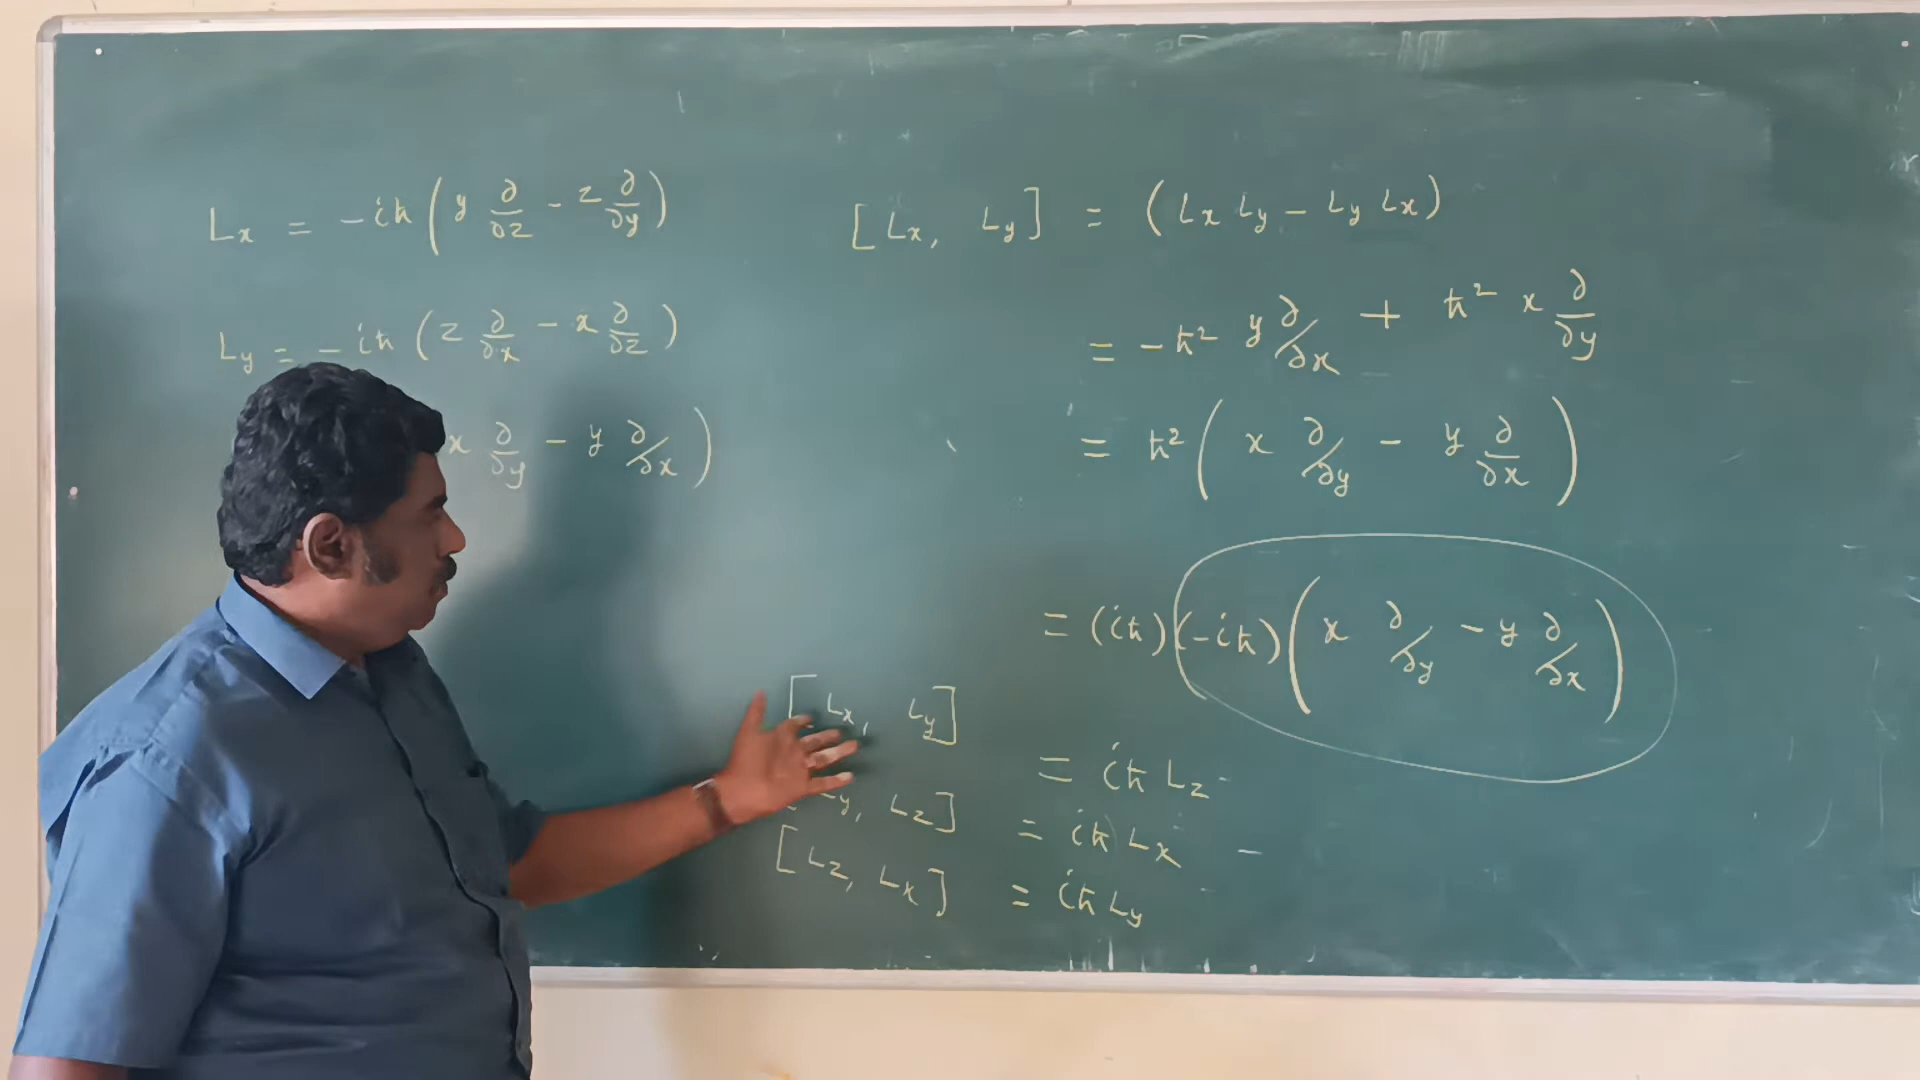 Lx = -iħ ( y ∂/∂z - z ∂/∂y )
Ly = -iħ ( z ∂/∂x - x ∂/∂z )
x ∂/∂y - y ∂/∂x )
[ Lx, Ly ] = ( Lx Ly - Ly Lx )
= -ħ² y ∂/∂x + ħ² x ∂/∂y
= ħ² ( x ∂/∂y - y ∂/∂x )
= (iħ) (-iħ) ( x ∂/∂y - y ∂/∂x )
[ Lx, Ly ] = iħ Lz
y, Lz ] = iħ Lx
[ Lz, Lx ] = iħ Ly